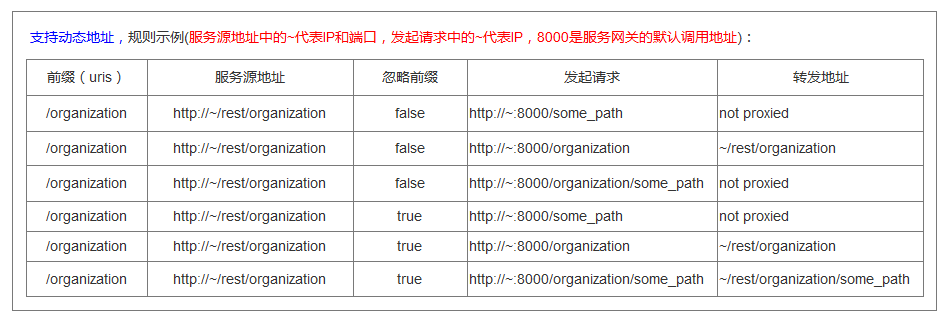 支持动态地址，规则示例(服务源地址中的~代表IP和端口，发起请求中的~代表IP，8000是服务网关的默认调用地址)：
前缀（uris） 服务源地址 忽略前缀 发起请求 转发地址
/organization http://~/rest/organization false http://~:8000/some_path not proxied
/organization http://~/rest/organization false http://~:8000/organization ~/rest/organization
/organization http://~/rest/organization false http://~:8000/organization/some_path not proxied
/organization http://~/rest/organization true http://~:8000/some_path not proxied
/organization http://~/rest/organization true http://~:8000/organization ~/rest/organization
/organization http://~/rest/organization true http://~:8000/organization/some_path ~/rest/organization/some_path